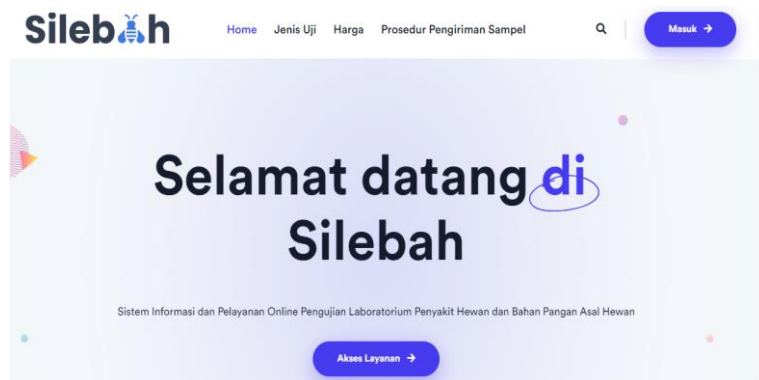 Silebah
Home Jenis Uji Harga Prosedur Pengiriman Sampel Masuk →
Selamat datang di
Silebah
Sistem Informasi dan Pelayanan Online Pengujian Laboratorium Penyakit Hewan dan Bahan Pangan Asal Hewan
Akses Layanan →